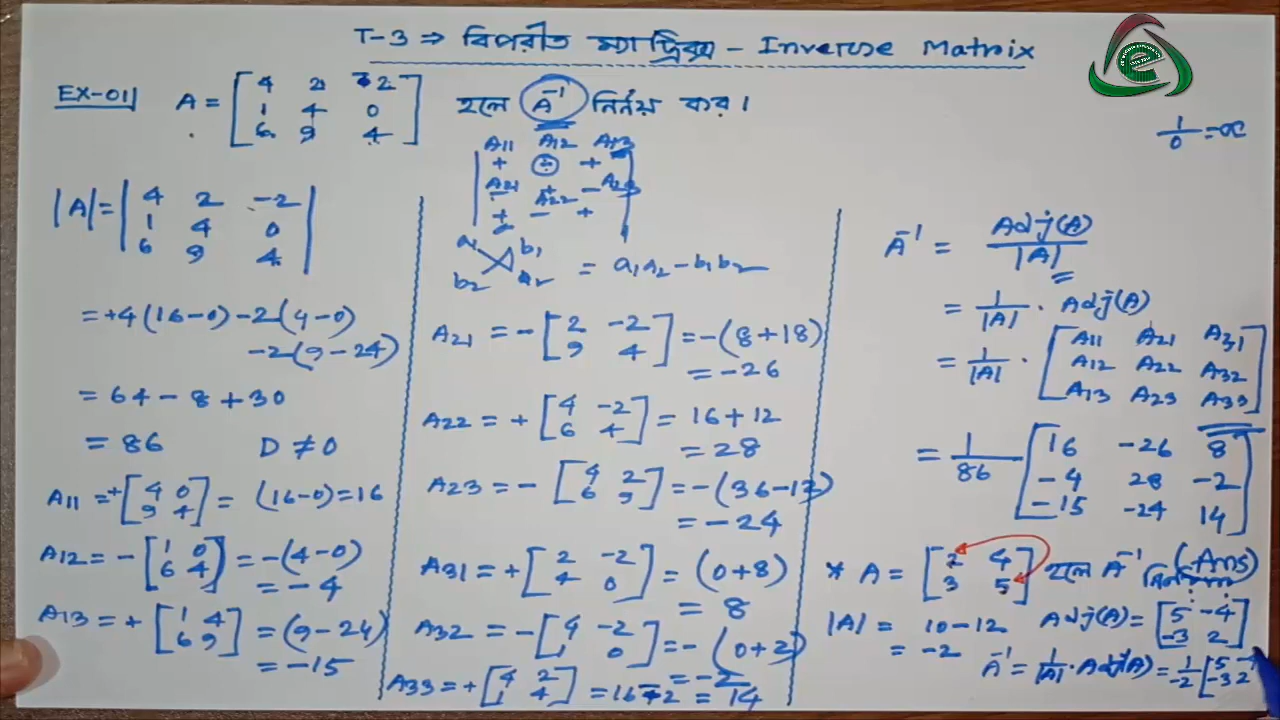 T-3 ⇒ বিপরীত ম্যাট্রিক্স - Inverse Matrix
EX-01| A = [4 2 -2; 1 4 0; 6 9 4] হলে A⁻¹ নির্নয় কর।
1/0 = ∝
|A| = |4 2 -2; 1 4 0; 6 9 4|
= +4(16-0) -2(4-0)
-2(9-24)
= 64 - 8 + 30
= 86 D ≠ 0
A11 = +[4 0; 9 4] = (16-0) = 16
A12 = -[1 0; 6 4] = -(4-0)
= -4
A13 = +[1 4; 6 9] = (9-24)
= -15
A11 A12 A13
+ - +
A21 A22 A23
- + -
+ - +
a₁ b₁
b₂ a₂ = a₁a₂ - b₁b₂
A21 = -[2 -2; 9 4] = -(8+18)
= -26
A22 = +[4 -2; 6 4] = 16+12
= 28
A23 = -[4 2; 6 9] = -(36-12)
= -24
A31 = +[2 -2; 4 0] = (0+8)
= 8
A32 = -[4 -2; 1 0] = -(0+2)
= -2
A33 = +[4 2; 1 4] = 16-2 = 14
A⁻¹ = Adj(A)/|A|
= 1/|A| · Adj(A)
= 1/|A| · [A11 A21 A31; A12 A22 A32; A13 A23 A33]
= 1/86 [16 -26 8; -4 28 -2; -15 -24 14]
(Ans)
* A = [2 4; 3 5] হলে A⁻¹
|A| = 10-12
= -2
Adj(A) = [5 -4; -3 2]
A⁻¹ = 1/|A| · Adj(A) = 1/-2 [5 -4; -3 2]